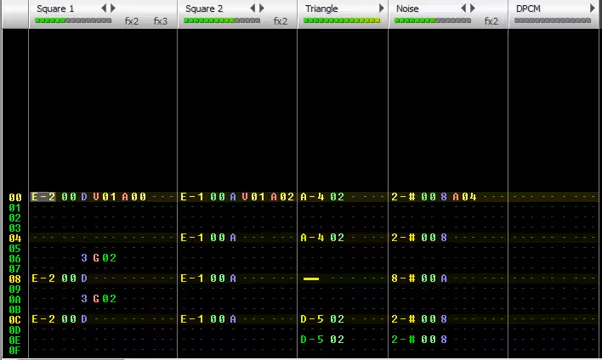 Square 1 Square 2 Triangle Noise DPCM
fx2 fx3 fx2 fx2
00 E-2 00 D V01 A00 E-1 00 A V01 A02 A-4 02 2-# 00 8 A04
01
02
03
04 E-1 00 A A-4 02 2-# 00 8
05
06 3 G02
07
08 E-2 00 D E-1 00 A 8-# 00 A
09
0A 3 G02
0B
0C E-2 00 D E-1 00 A D-5 02 2-# 00 8
0D
0E D-5 02 2-# 00 8
0F